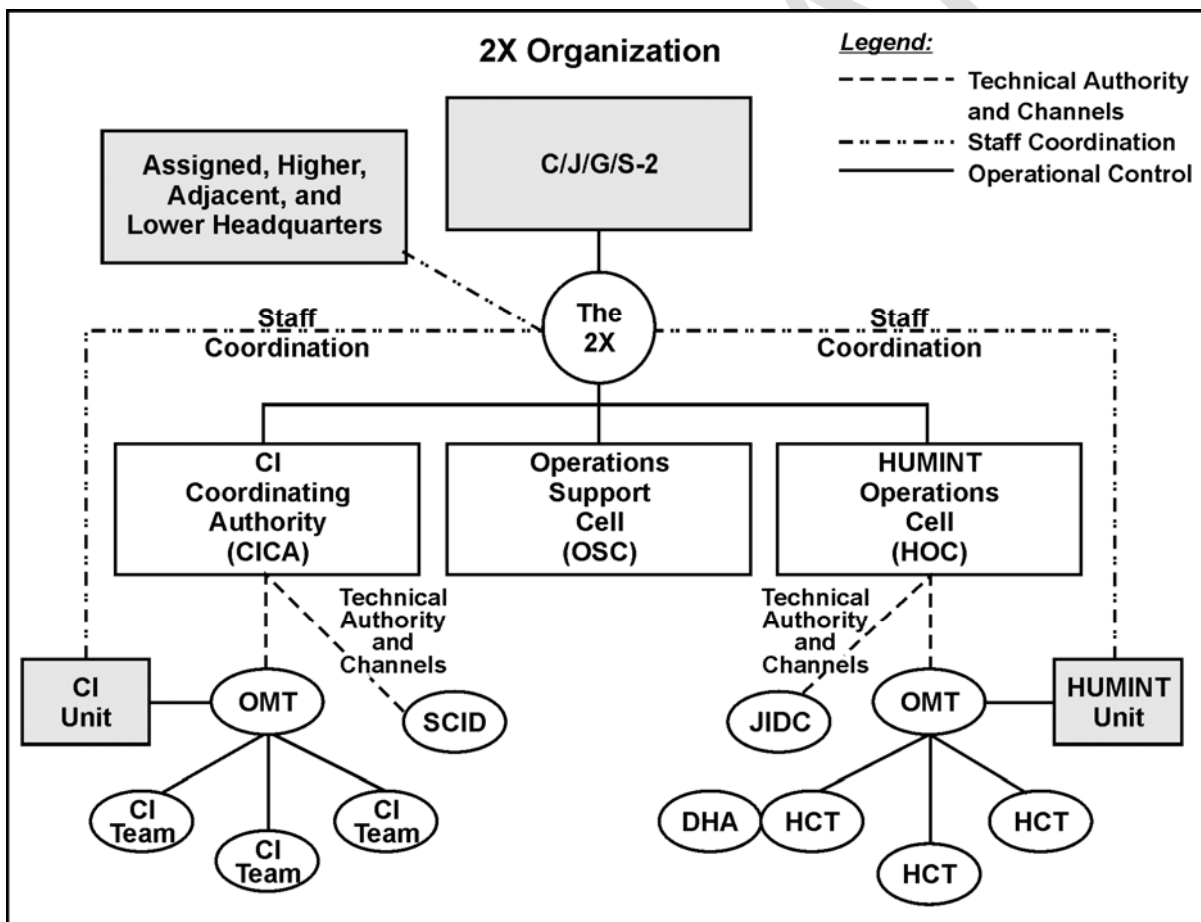 2X Organization
Legend:
Technical Authority
and Channels
Staff Coordination
Operational Control
C/J/G/S-2
Assigned, Higher,
Adjacent, and
Lower Headquarters
The
2X
Staff
Coordination
Staff
Coordination
CI
Coordinating
Authority
(CICA)
Operations
Support
Cell
(OSC)
HUMINT
Operations
Cell
(HOC)
Technical
Authority
and
Channels
Technical
Authority
and
Channels
CI
Unit
OMT
SCID
JIDC
OMT
HUMINT
Unit
CI
Team
CI
Team
CI
Team
DHA
HCT
HCT
HCT